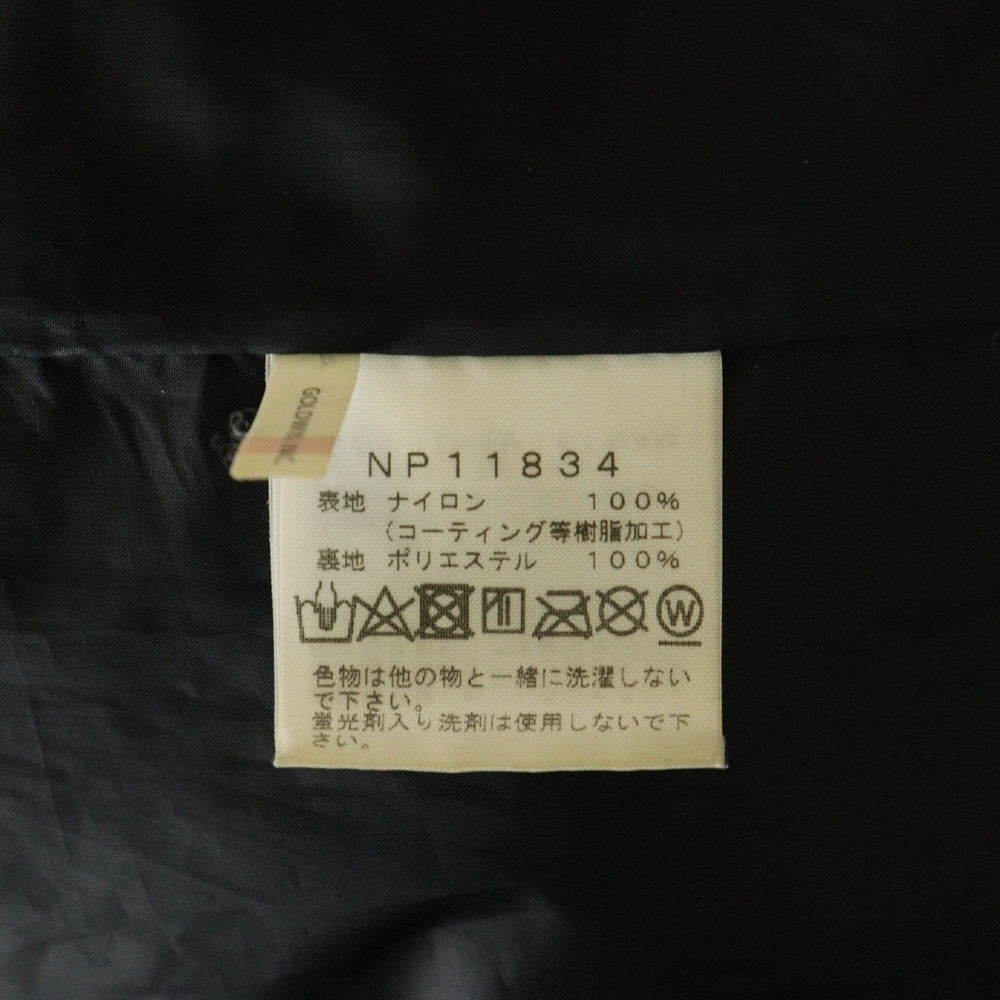 GOLDWIN INC.
NP11834
表地 ナイロン 100%
(コーティング等樹脂加工)
裏地 ポリエステル 100%
W
色物は他の物と一緒に洗濯しない
で下さい。
蛍光剤入り洗剤は使用しないで下
さい。